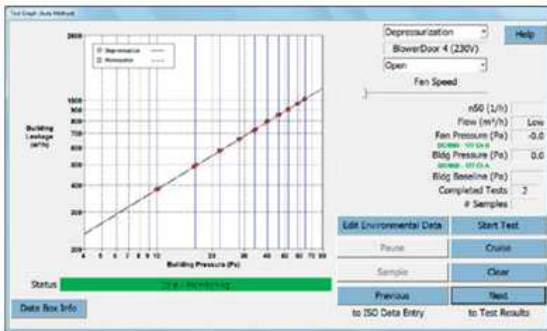 Test Graph (Auto Method)
2000
Depressurization
1000
900
800
700
600
500
400
300
200
Building
Leakage
(m³/h)
4 5 6 7 8 9 10 20 30 40 50 60 70 80
Building Pressure (Pa)
Status
Date Box Info
Depressurization
Help
BlowerDoor 4 (230V)
Open
Fan Speed
n50 (1/h)
Flow (m³/h) Low
Fan Pressure (Pa) -0.0
Bldg Pressure (Pa) 0.0
Bldg Baseline (Pa)
Completed Tests 2
# Samples
Edit Environmental Data
Start Test
Pause
Cruise
Sample
Clear
Previous
Next
to ISO Data Entry
to Test Results